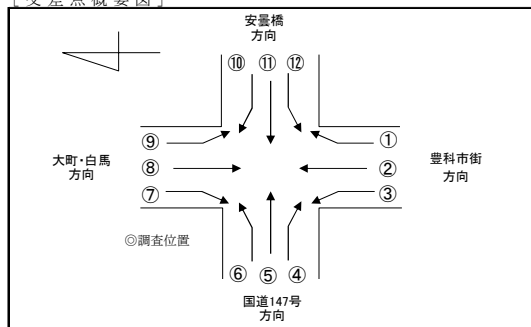 [交差点概要図]
安曇橋
方向
⑩ ⑪ ⑫
⑨ ①
大町・白馬
方向
⑧ ②
豊科市街
方向
⑦ ③
◎調査位置
⑥ ⑤ ④
国道147号
方向